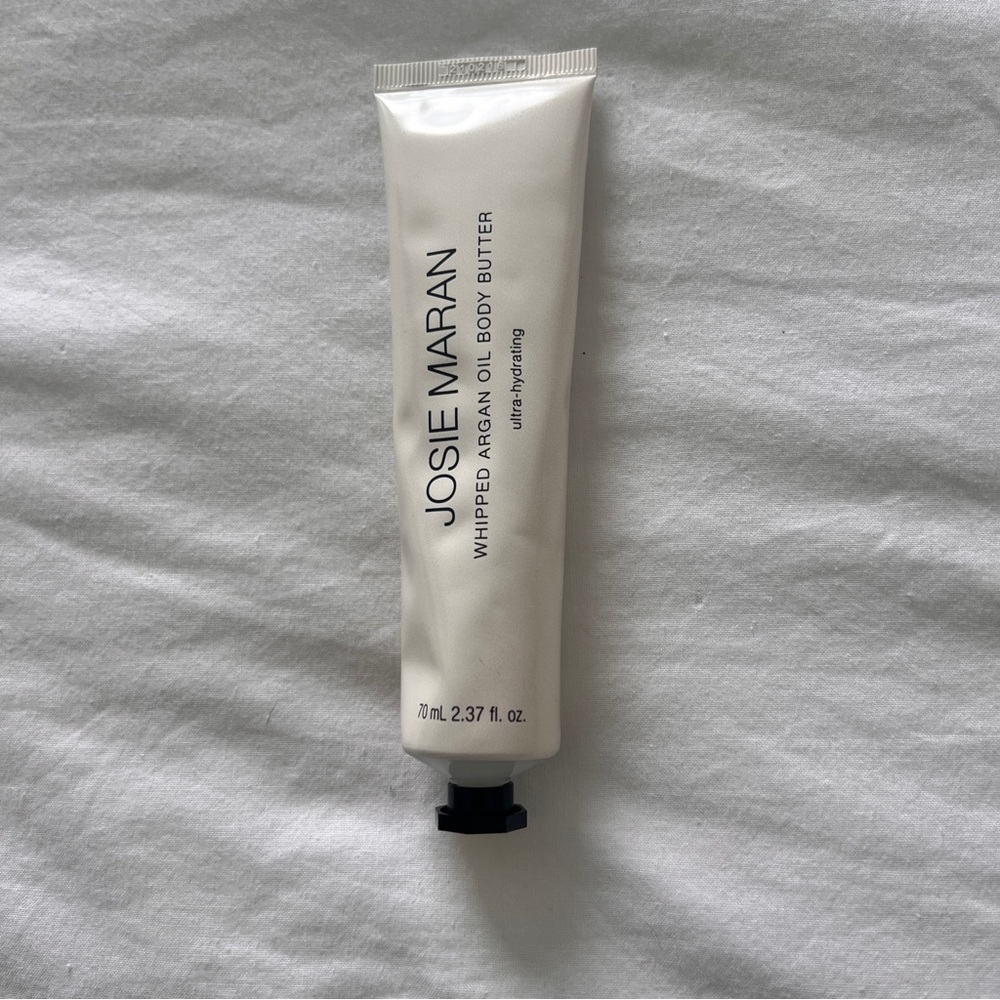 JOSIE MARAN
WHIPPED ARGAN OIL BODY BUTTER
ultra-hydrating
70 mL 2.37 fl. oz.